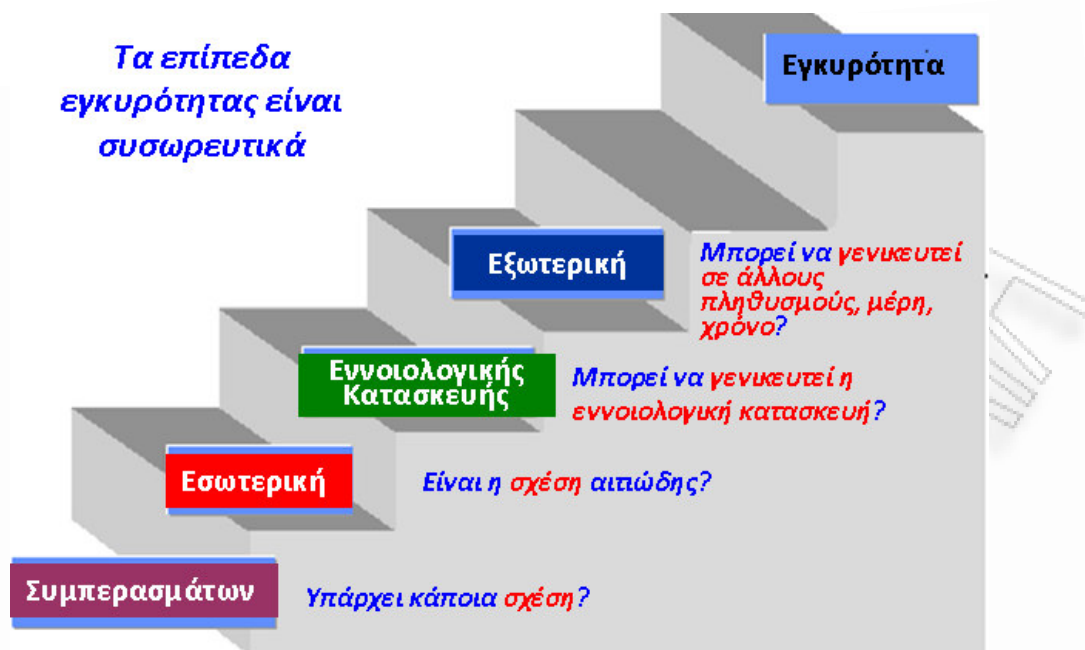 Τα επίπεδα
εγκυρότητας είναι
συσωρευτικά
Εγκυρότητα
Εξωτερική
Μπορεί να γενικευτεί
σε άλλους
πληθυσμούς, μέρη,
χρόνο?
Εννοιολογικής
Κατασκευής
Μπορεί να γενικευτεί η
εννοιολογική κατασκευή?
Εσωτερική
Είναι η σχέση αιτιώδης?
Συμπερασμάτων
Υπάρχει κάποια σχέση?